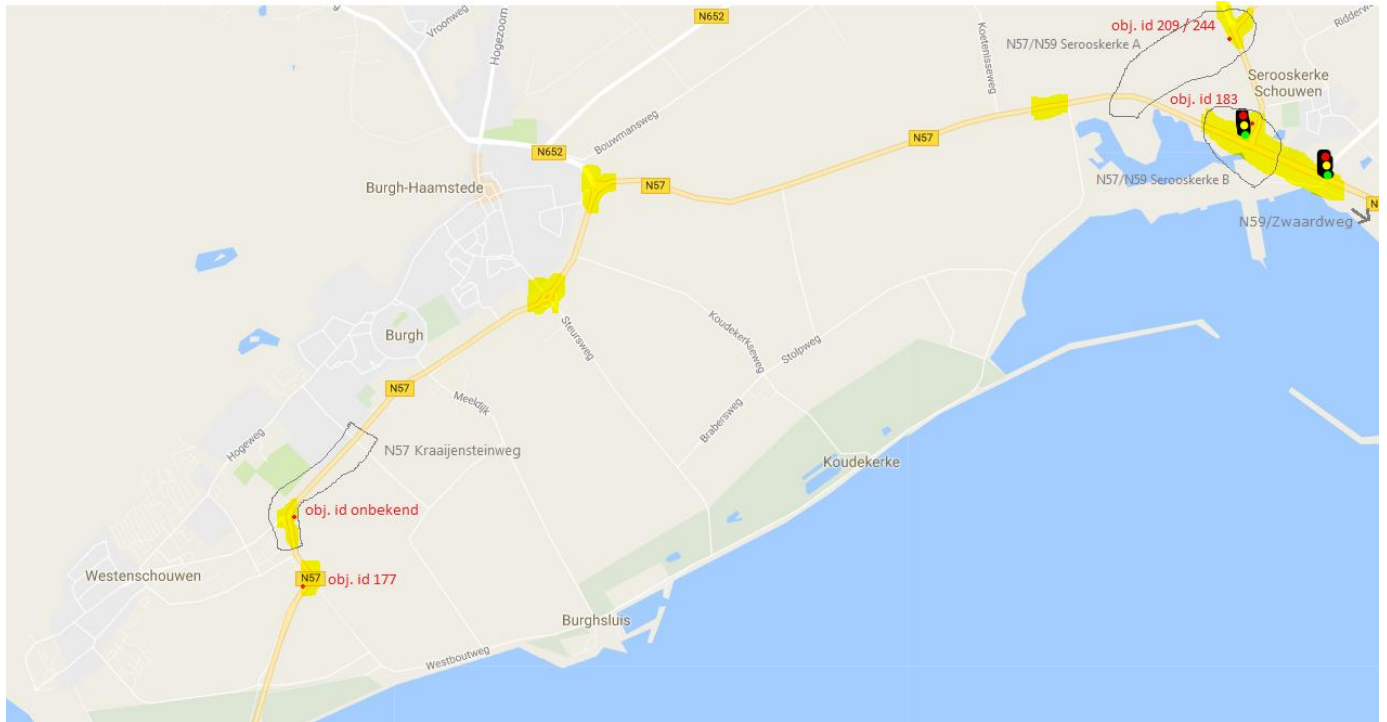 Vroonweg
Hogezoom
N652
obj. id 209 / 244
Ridderw
N57/N59 Serooskerke A
Koetenisseweg
Serooskerke
Schouwen
obj. id 183
Bouwmansweg
N57
N652
N57/N59 Serooskerke B
Burgh-Haamstede
N57
N
N59/Zwaardweg
Steursweg
Koudekerkseweg
Stolpweg
Burgh
N57
Meeldijk
Brabersweg
Hogeweg
N57 Kraaijensteinweg
Koudekerke
obj. id onbekend
Westenschouwen
N57
obj. id 177
Burghsluis
Westboutweg